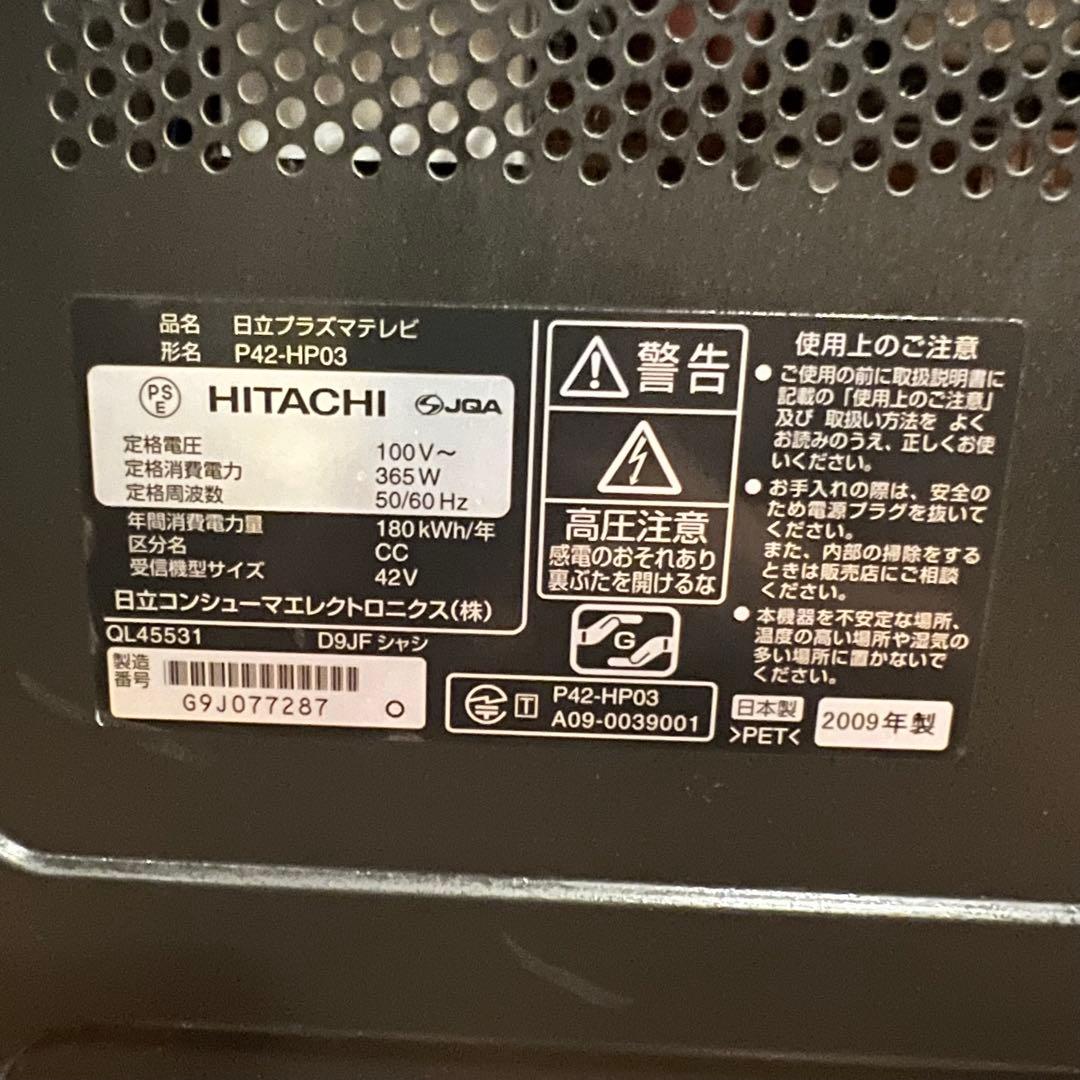 品名 日立プラズマテレビ
形名 P42-HP03
PS E HITACHI JQA
定格電圧 100V～
定格消費電力 365W
定格周波数 50/60Hz
年間消費電力量 180kWh/年
区分名 CC
受信機型サイズ 42V
日立コンシューマエレクトロニクス(株)
QL45531 D9JFシャシ
製造番号 G9J077287
警告
高圧注意
感電のおそれあり
裏ぶたを開けるな
G
T P42-HP03
A09-0039001
使用上のご注意
●ご使用の前に取扱説明書に
記載の「使用上のご注意」
及び 取扱い方法を よく
お読みのうえ、正しくお使
いください。
●お手入れの際は、安全の
ため電源プラグを抜いて
ください。
また、内部の掃除をする
ときは販売店にご相談
ください。
●本機器を不安定な場所、
温度の高い場所や湿気の
多い場所に置かないで
ください。
日本製
>PET<
2009年製